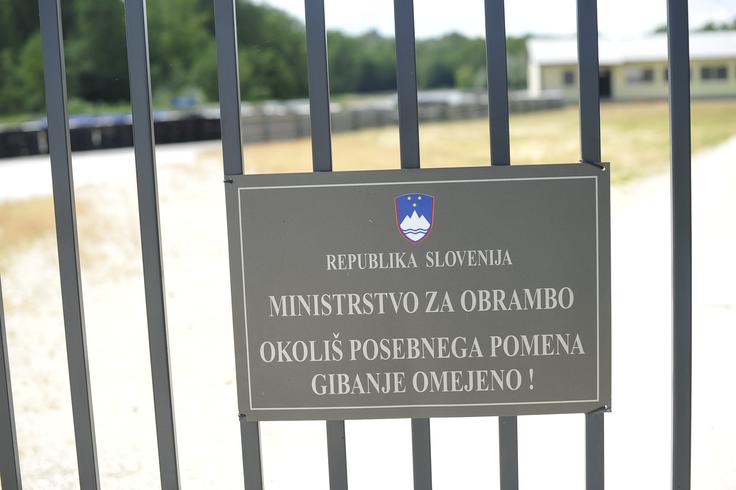 REPUBLIKA SLOVENIJA
MINISTRSTVO ZA OBRAMBO
OKOLIŠ POSEBNEGA POMENA
GIBANJE OMEJENO !